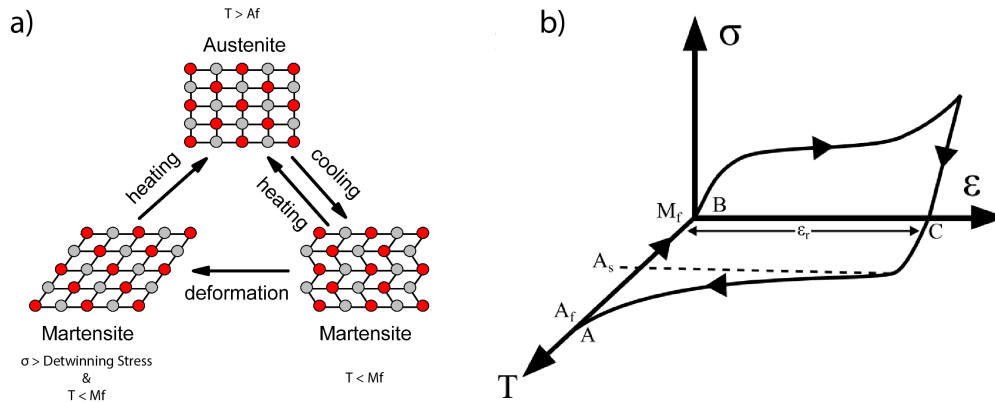 a)
T > Af
Austenite
heating
cooling
heating
deformation
Martensite
Martensite
σ > Detwinning Stress
&
T < Mf
T < Mf
b)
σ
ε
Mf
B
εr
C
As
Af
A
T